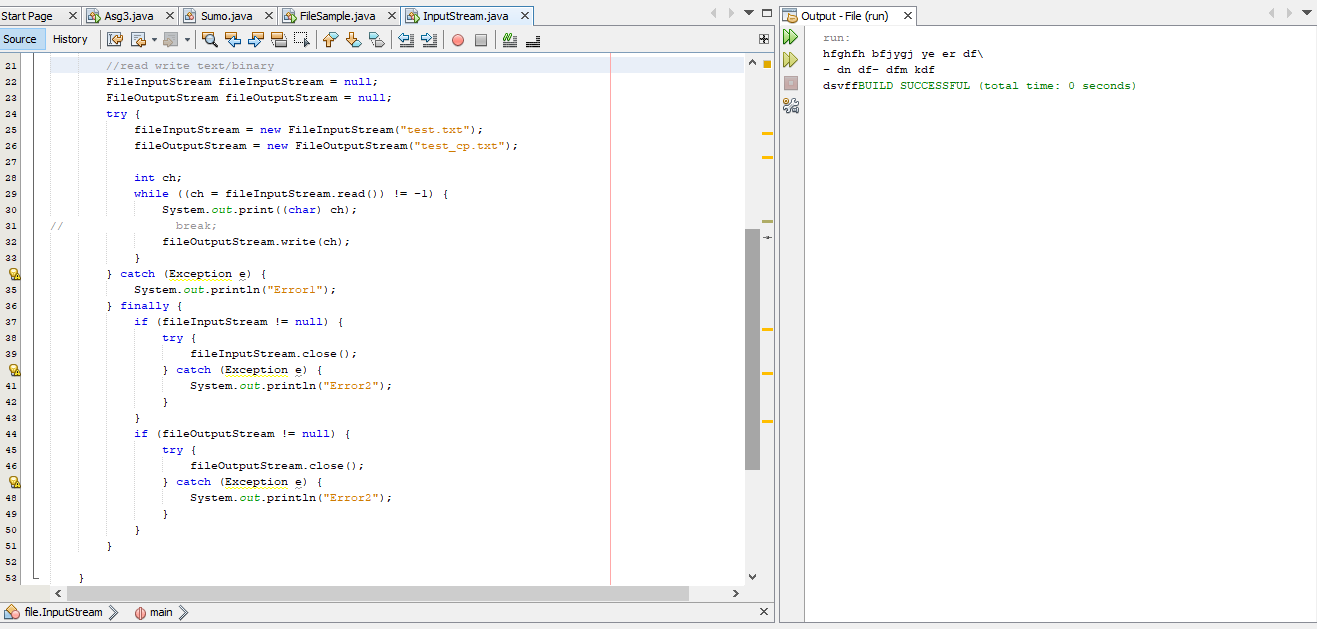 Start Page Asg3.java Sumo.java FileSample.java InputStream.java
Source History
21 //read write text/binary
22 FileInputStream fileInputStream = null;
23 FileOutputStream fileOutputStream = null;
24 try {
25 fileInputStream = new FileInputStream("test.txt");
26 fileOutputStream = new FileOutputStream("test_cp.txt");
27
28 int ch;
29 while ((ch = fileInputStream.read()) != -1) {
30 System.out.print((char) ch);
31 // break;
32 fileOutputStream.write(ch);
33 }
} catch (Exception e) {
35 System.out.println("Error1");
36 } finally {
37 if (fileInputStream != null) {
38 try {
39 fileInputStream.close();
} catch (Exception e) {
41 System.out.println("Error2");
42 }
43 }
44 if (fileOutputStream != null) {
45 try {
46 fileOutputStream.close();
} catch (Exception e) {
48 System.out.println("Error2");
49 }
50 }
51 }
52
53 }
file.InputStream main
Output - File (run)
run:
hfghfh bfjygj ye er df\
- dn df- dfm kdf
dsvffBUILD SUCCESSFUL (total time: 0 seconds)